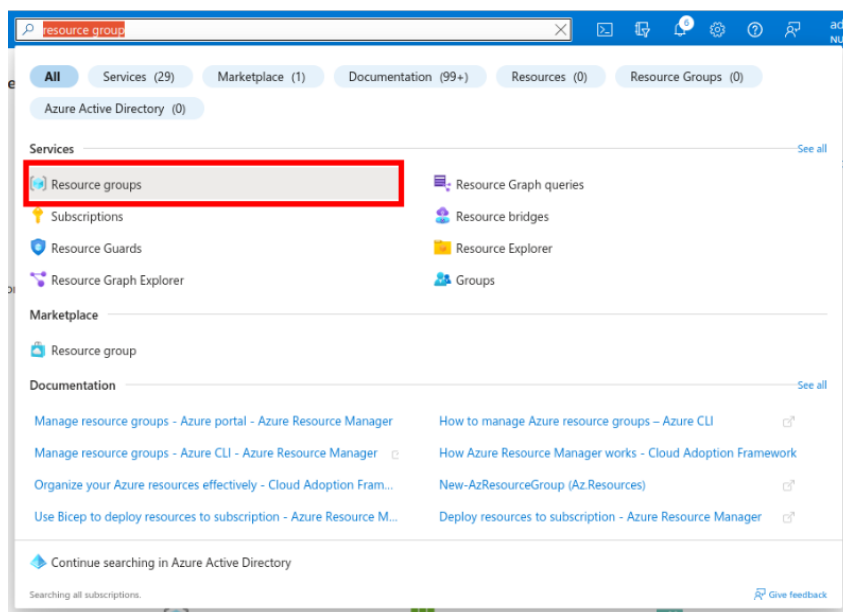 resource group
6
ad
NU
All
Services (29)
Marketplace (1)
Documentation (99+)
Resources (0)
Resource Groups (0)
Azure Active Directory (0)
Services
See all
Resource groups
Resource Graph queries
Subscriptions
Resource bridges
Resource Guards
Resource Explorer
Resource Graph Explorer
Groups
Marketplace
Resource group
Documentation
See all
Manage resource groups - Azure portal - Azure Resource Manager
How to manage Azure resource groups – Azure CLI
Manage resource groups - Azure CLI - Azure Resource Manager
How Azure Resource Manager works - Cloud Adoption Framework
Organize your Azure resources effectively - Cloud Adoption Fram...
New-AzResourceGroup (Az.Resources)
Use Bicep to deploy resources to subscription - Azure Resource M...
Deploy resources to subscription - Azure Resource Manager
Continue searching in Azure Active Directory
Searching all subscriptions.
Give feedback